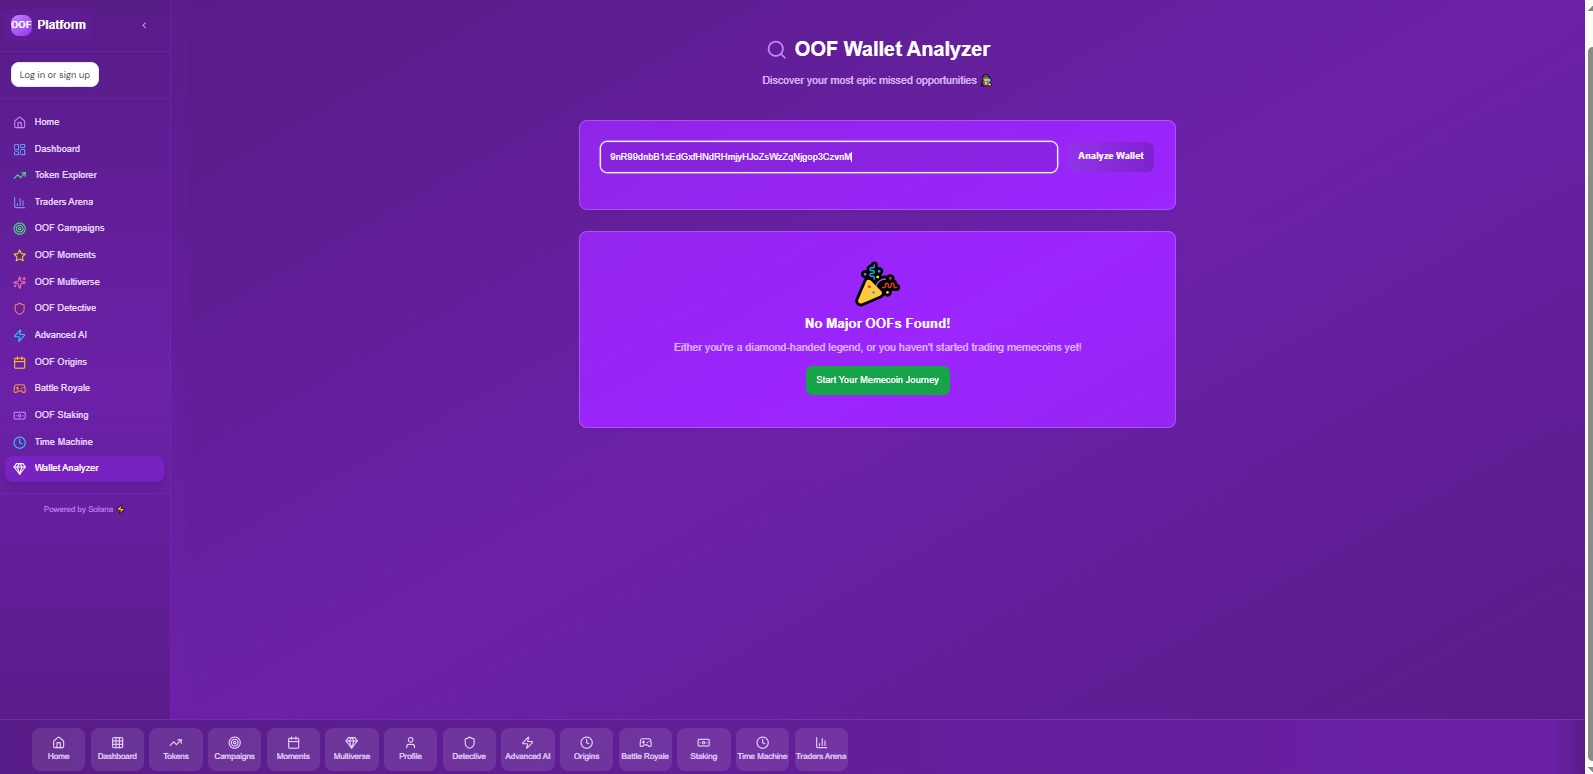 OOF Platform
Log in or sign up
Home
Dashboard
Token Explorer
Traders Arena
OOF Campaigns
OOF Moments
OOF Multiverse
OOF Detective
Advanced AI
OOF Origins
Battle Royale
OOF Staking
Time Machine
Wallet Analyzer
Powered by Solana
OOF Wallet Analyzer
Discover your most epic missed opportunities
9nR99dnbB1xEdGxfHNdRHmjyHJoZsWzZqNjgop3CzvnM
Analyze Wallet
No Major OOFs Found!
Either you're a diamond-handed legend, or you haven't started trading memecoins yet!
Start Your Memecoin Journey
Home Dashboard Tokens Campaigns Moments Multiverse Profile Detective Advanced AI Origins Battle Royale Staking Time Machine Traders Arena